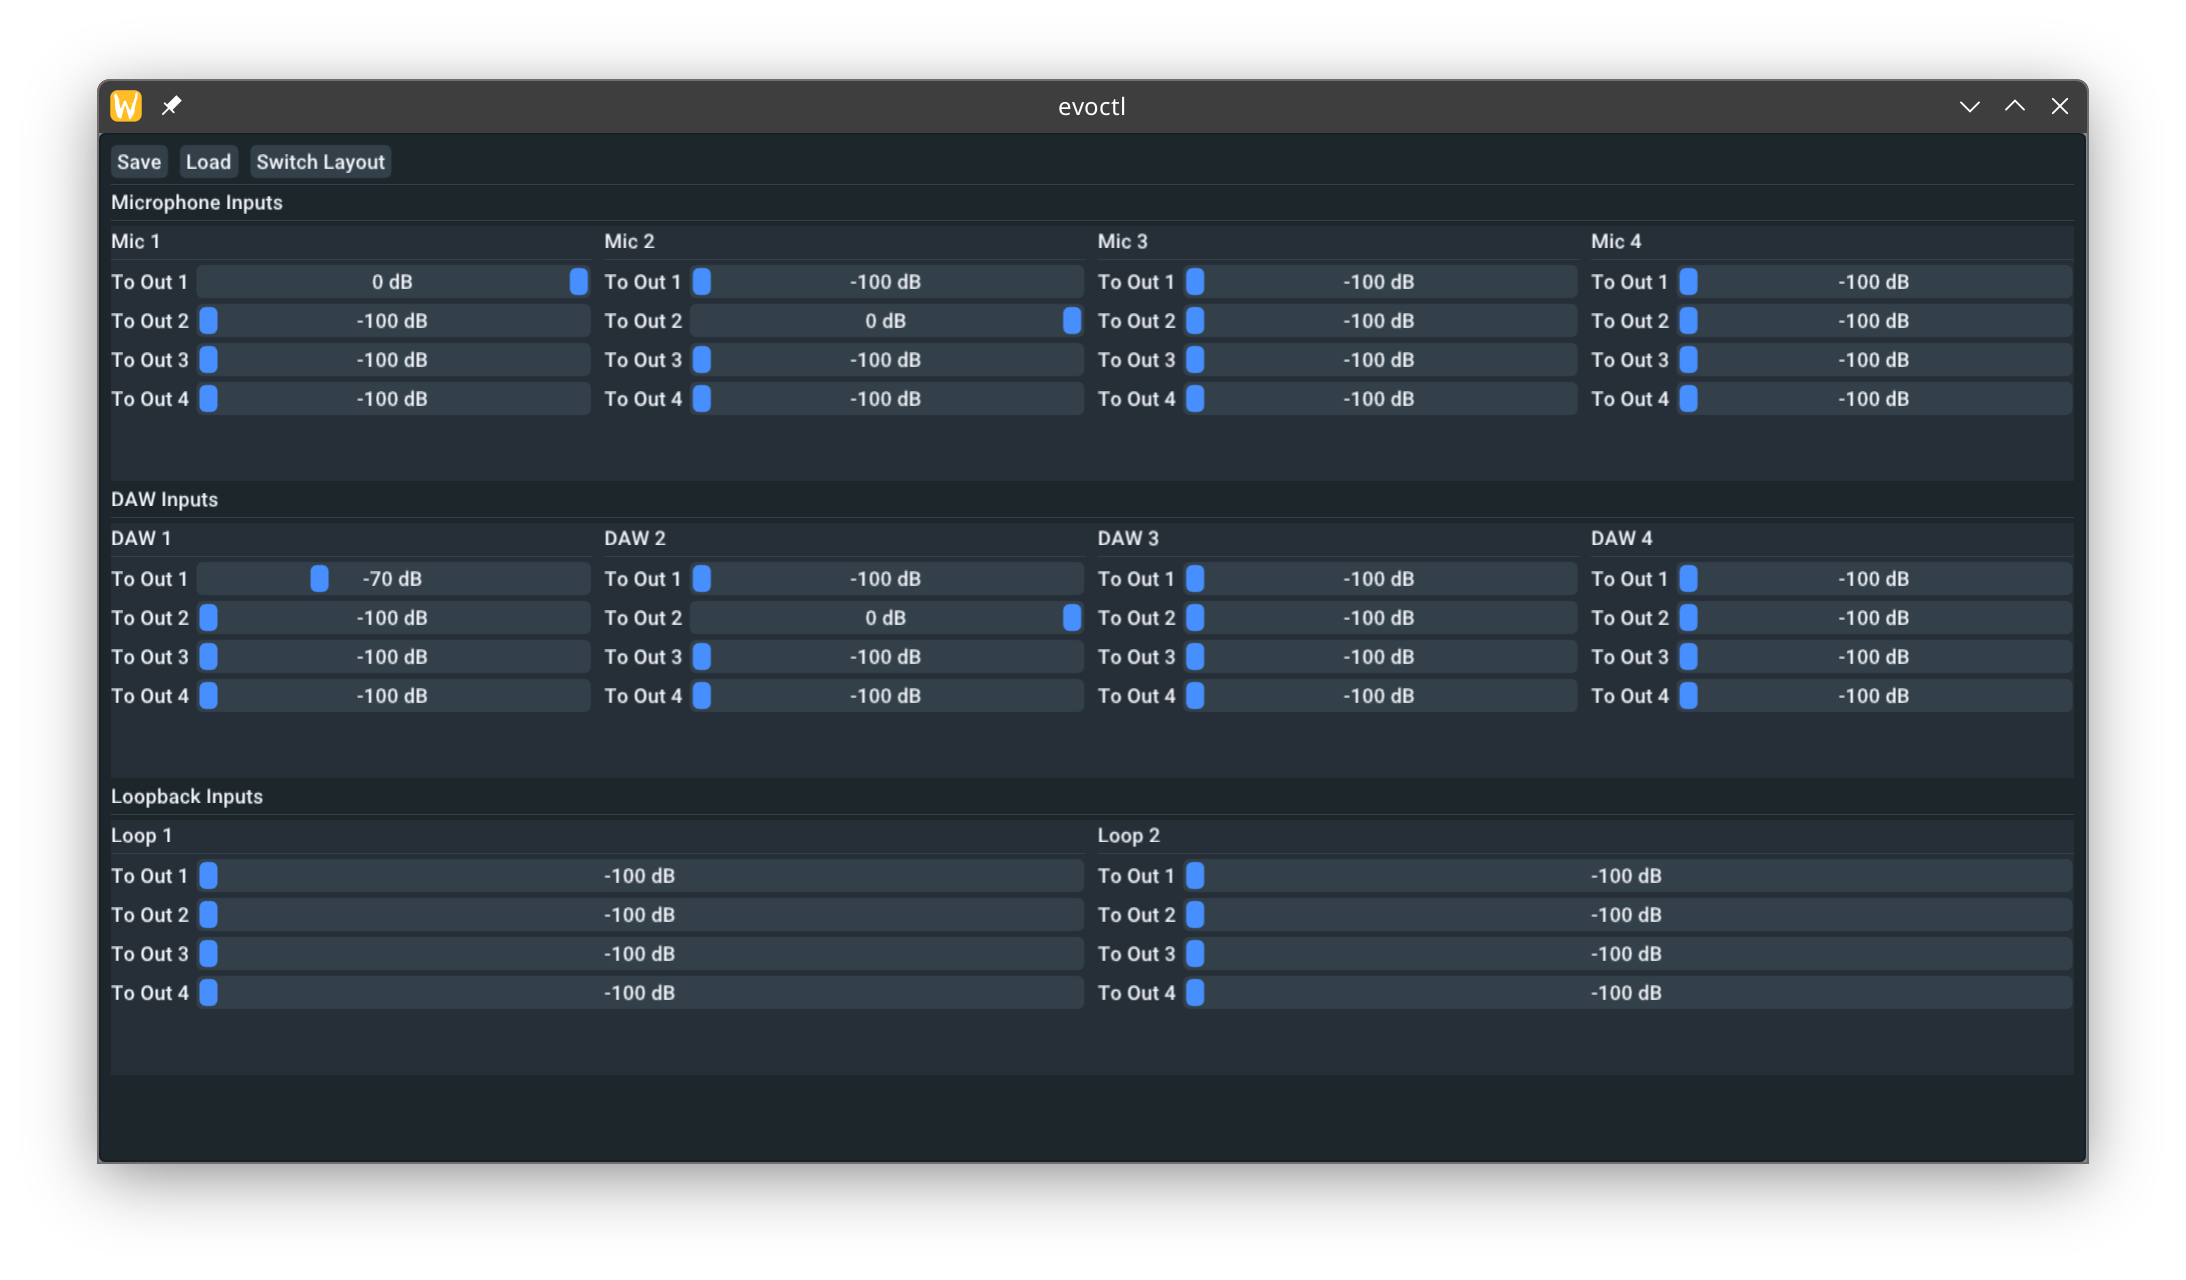 evoctl
Save Load Switch Layout
Microphone Inputs
Mic 1 Mic 2 Mic 3 Mic 4
To Out 1 0 dB To Out 1 -100 dB To Out 1 -100 dB To Out 1 -100 dB
To Out 2 -100 dB To Out 2 0 dB To Out 2 -100 dB To Out 2 -100 dB
To Out 3 -100 dB To Out 3 -100 dB To Out 3 -100 dB To Out 3 -100 dB
To Out 4 -100 dB To Out 4 -100 dB To Out 4 -100 dB To Out 4 -100 dB
DAW Inputs
DAW 1 DAW 2 DAW 3 DAW 4
To Out 1 -70 dB To Out 1 -100 dB To Out 1 -100 dB To Out 1 -100 dB
To Out 2 -100 dB To Out 2 0 dB To Out 2 -100 dB To Out 2 -100 dB
To Out 3 -100 dB To Out 3 -100 dB To Out 3 -100 dB To Out 3 -100 dB
To Out 4 -100 dB To Out 4 -100 dB To Out 4 -100 dB To Out 4 -100 dB
Loopback Inputs
Loop 1 Loop 2
To Out 1 -100 dB To Out 1 -100 dB
To Out 2 -100 dB To Out 2 -100 dB
To Out 3 -100 dB To Out 3 -100 dB
To Out 4 -100 dB To Out 4 -100 dB